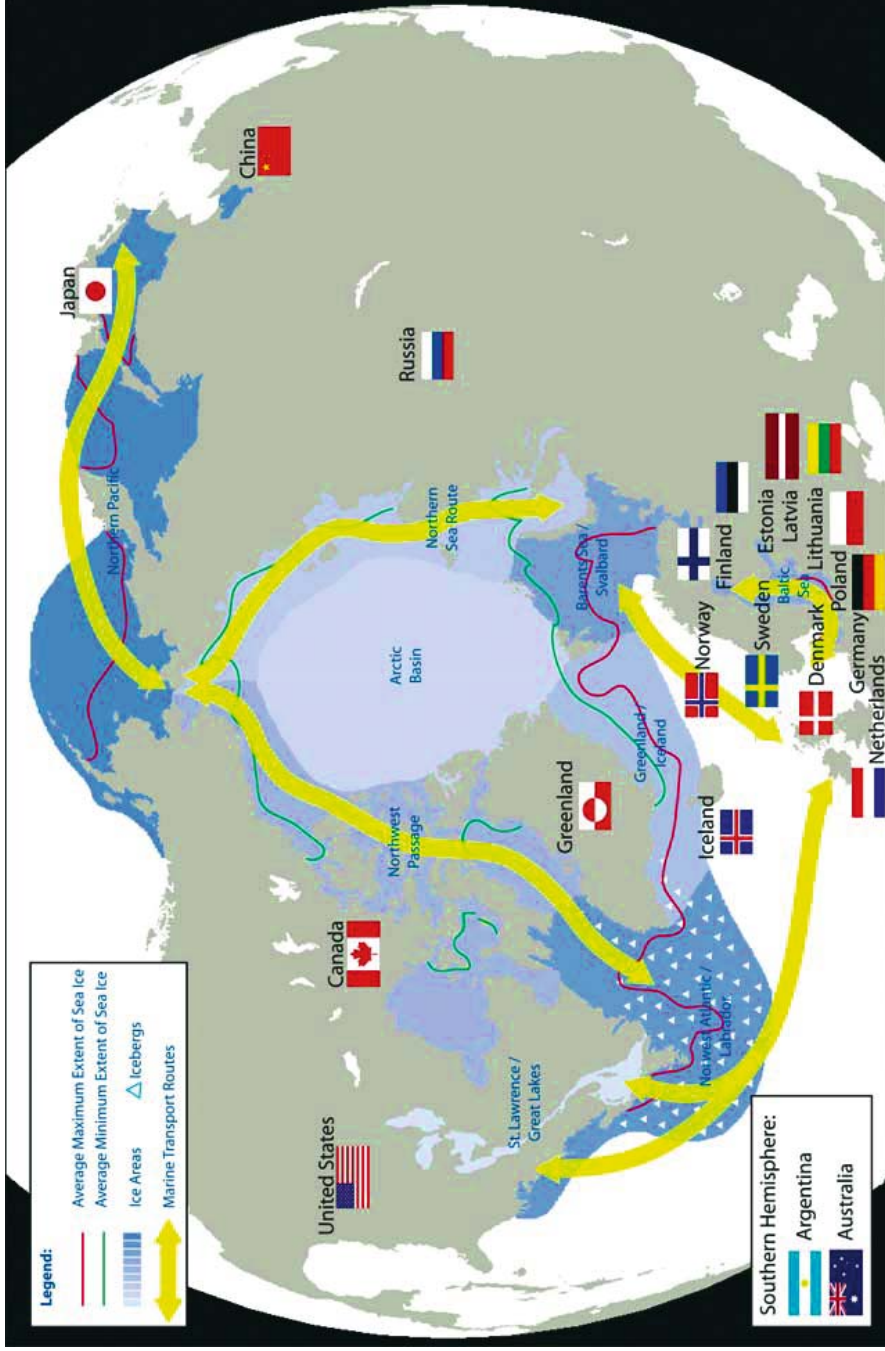 Legend:
Average Maximum Extent of Sea Ice
Average Minimum Extent of Sea Ice
Ice Areas
Icebergs
Marine Transport Routes
Northern Pacific
Japan
China
United States
Canada
Russia
Northwest
Passage
Arctic
Basin
Northern
Sea Route
St. Lawrence /
Great Lakes
Greenland
Greenland /
Iceland
Barents Sea /
Svalbard
Norwest Atlantic /
Labrador
Iceland
Norway
Finland
Sweden
Baltic
Sea
Estonia
Latvia
Lithuania
Denmark
Poland
Germany
Netherlands
Southern Hemisphere:
Argentina
Australia